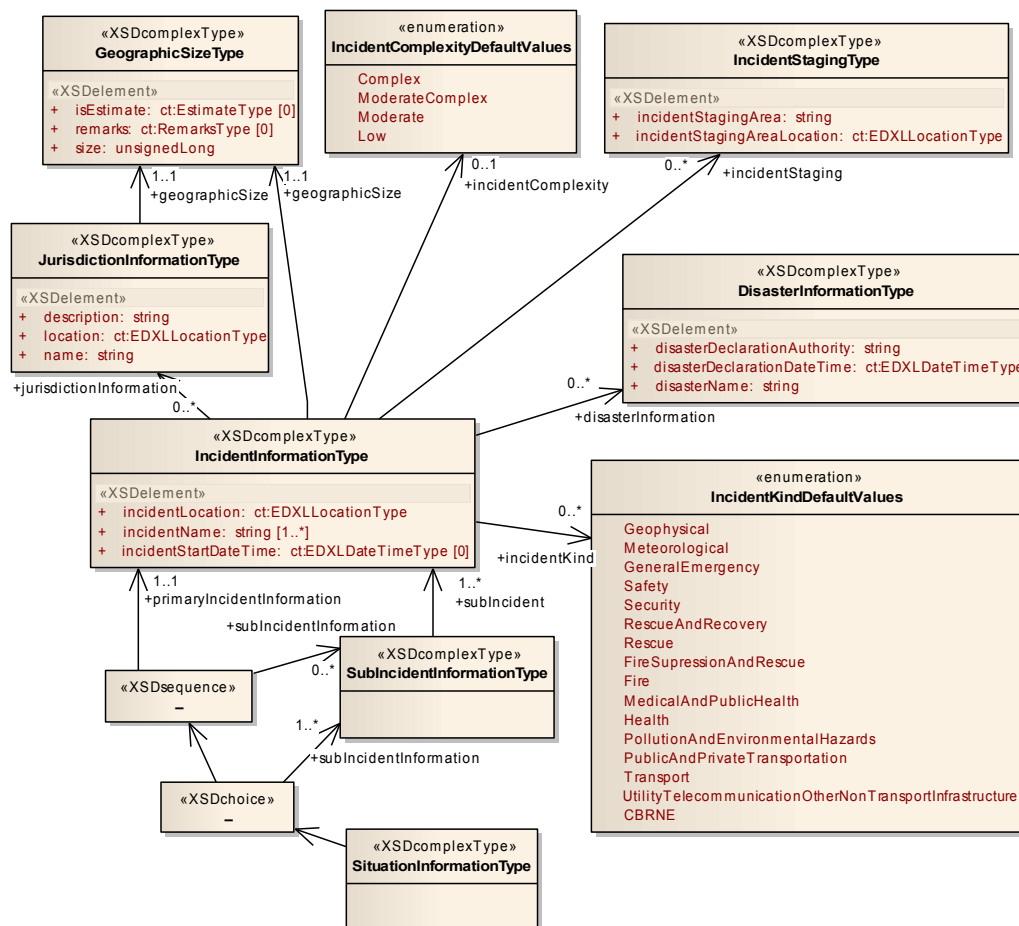 «XSDcomplexType»
GeographicSizeType
«XSDelement»
+ isEstimate: ct:EstimateType [0]
+ remarks: ct:RemarksType [0]
+ size: unsignedLong
«enumeration»
IncidentComplexityDefaultValues
Complex
ModerateComplex
Moderate
Low
«XSDcomplexType»
IncidentStagingType
«XSDelement»
+ incidentStagingArea: string
+ incidentStagingAreaLocation: ct:EDXLLocationType
1..1
+geographicSize
1..1
+geographicSize
0..1
+incidentComplexity
0..*
+incidentStaging
«XSDcomplexType»
JurisdictionInformationType
«XSDelement»
+ description: string
+ location: ct:EDXLLocationType
+ name: string
«XSDcomplexType»
DisasterInformationType
«XSDelement»
+ disasterDeclarationAuthority: string
+ disasterDeclarationDateTime: ct:EDXLDateTimeType
+ disasterName: string
+jurisdictionInformation
0..*
0..*
+disasterInformation
«XSDcomplexType»
IncidentInformationType
«XSDelement»
+ incidentLocation: ct:EDXLLocationType
+ incidentName: string [1..*]
+ incidentStartDateTime: ct:EDXLDateTimeType [0]
0..*
+incidentKind
«enumeration»
IncidentKindDefaultValues
Geophysical
Meteorological
GeneralEmergency
Safety
Security
RescueAndRecovery
Rescue
FireSupressionAndRescue
Fire
MedicalAndPublicHealth
Health
PollutionAndEnvironmentalHazards
PublicAndPrivateTransportation
Transport
UtilityTelecommunicationOtherNonTransportInfrastructure
CBRNE
1..1
+primaryIncidentInformation
1..*
+subIncident
+subIncidentInformation
0..*
«XSDcomplexType»
SubIncidentInformationType
«XSDsequence»
–
1..*
+subIncidentInformation
«XSDchoice»
–
«XSDcomplexType»
SituationInformationType